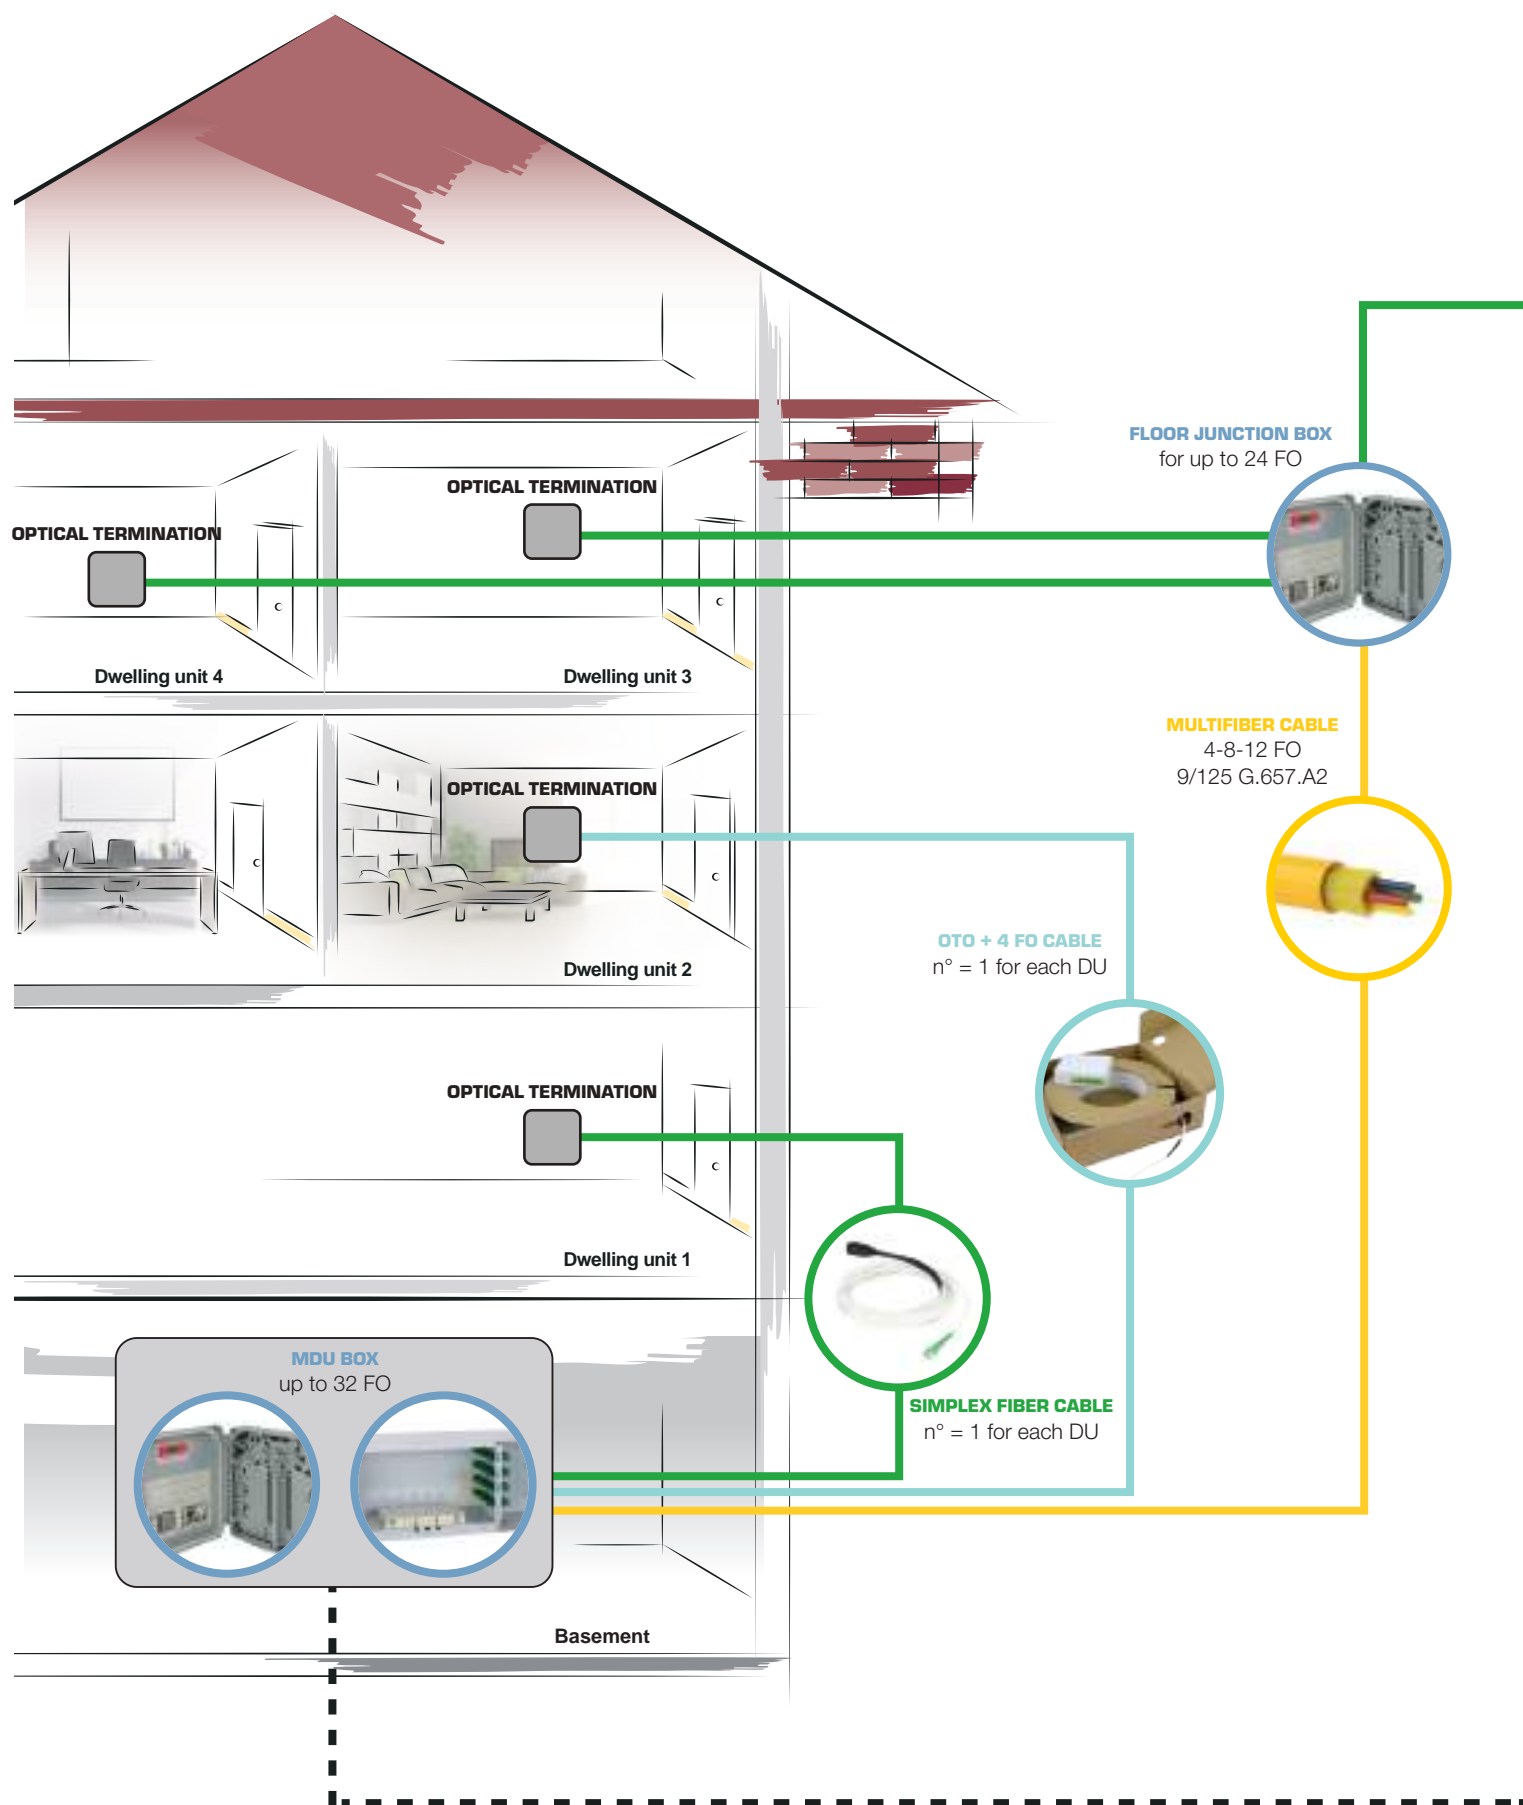 FLOOR JUNCTION BOX
for up to 24 FO
OPTICAL TERMINATION
OPTICAL TERMINATION
Dwelling unit 4
Dwelling unit 3
MULTIFIBER CABLE
4-8-12 FO
9/125 G.657.A2
OPTICAL TERMINATION
OTO + 4 FO CABLE
n° = 1 for each DU
Dwelling unit 2
OPTICAL TERMINATION
Dwelling unit 1
MDU BOX
up to 32 FO
SIMPLEX FIBER CABLE
n° = 1 for each DU
Basement